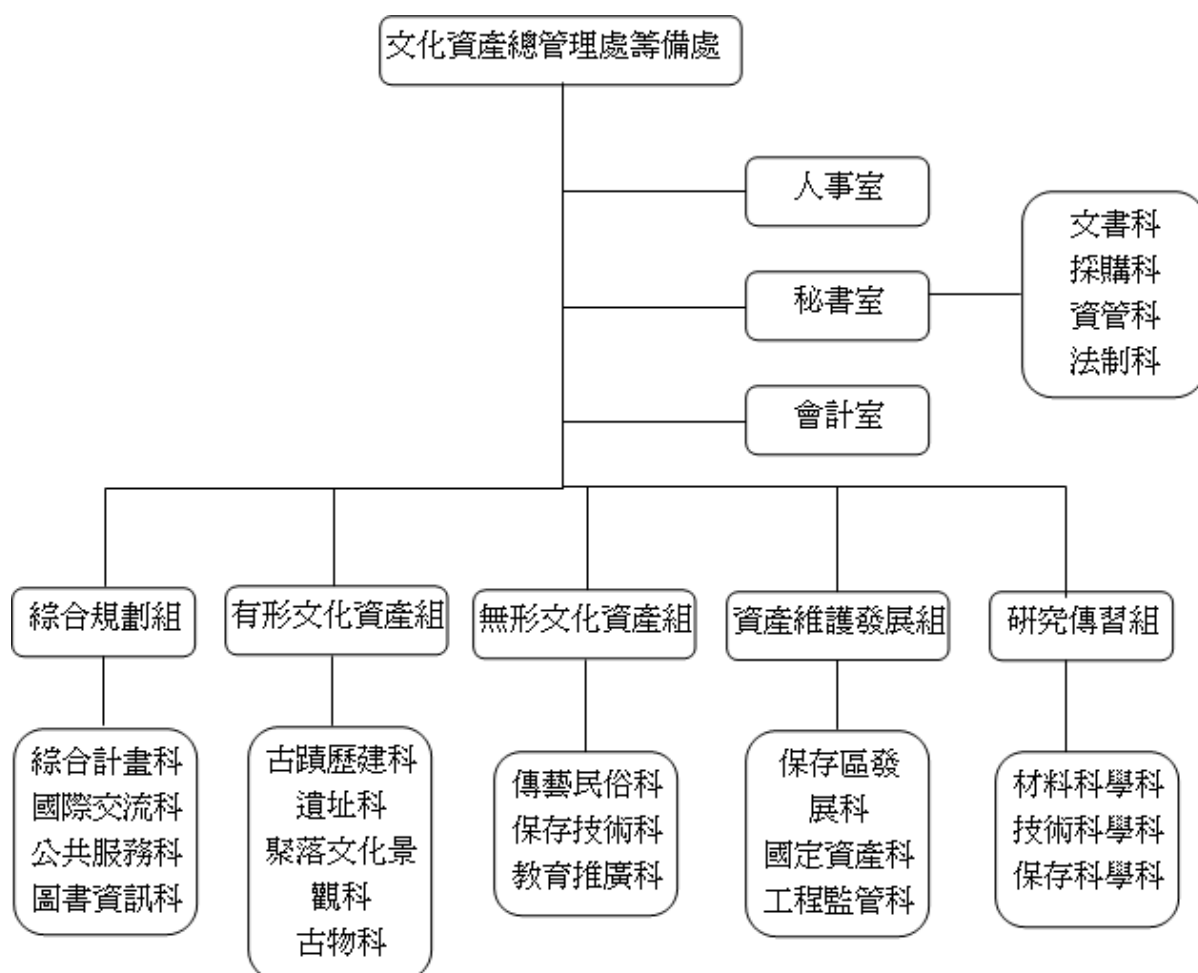 文化資產總管理處籌備處
人事室
秘書室
文書科
採購科
資管科
法制科
會計室
綜合規劃組
有形文化資產組
無形文化資產組
資產維護發展組
研究傳習組
綜合計畫科
國際交流科
公共服務科
圖書資訊科
古蹟歷建科
遺址科
聚落文化景
觀科
古物科
傳藝民俗科
保存技術科
教育推廣科
保存區發
展科
國定資產科
工程監管科
材料科學科
技術科學科
保存科學科